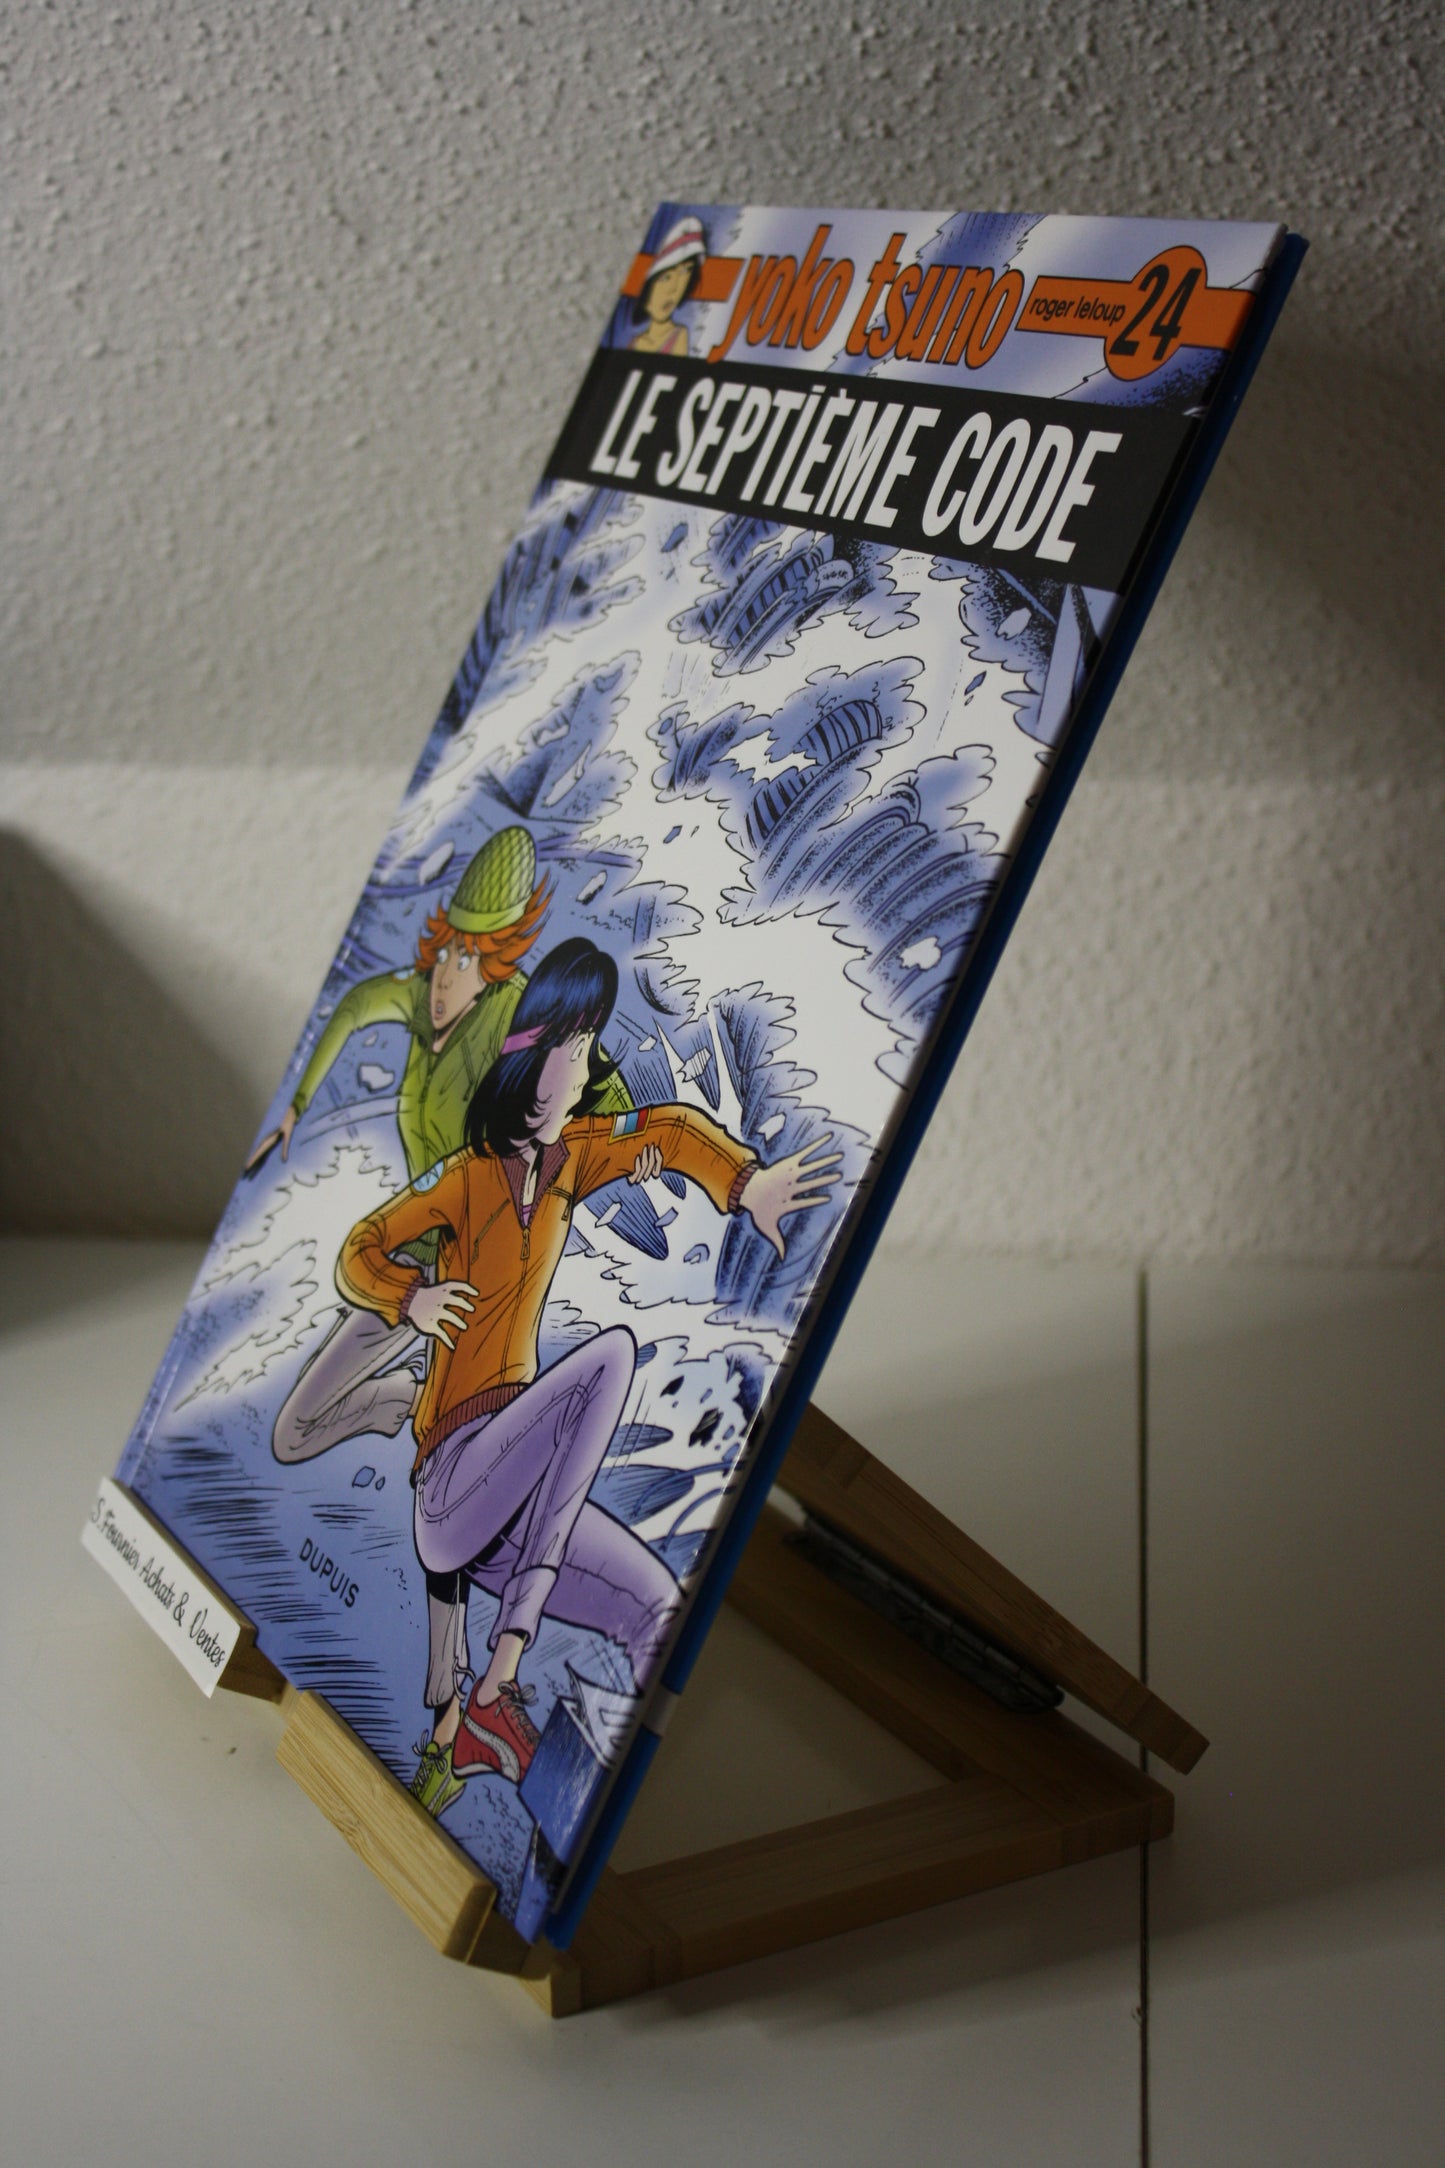 yoko tsuno
roger leloup
24
LE SEPTIÈME CODE
DUPUIS
S. Fournier Achats & Ventes